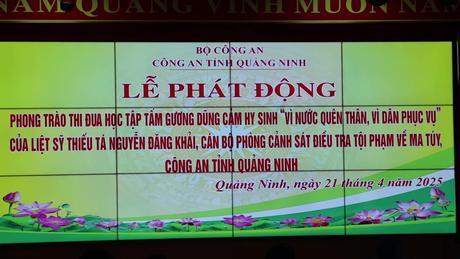 NAM QUANG VINH MUÔN NĂM
BỘ CÔNG AN
CÔNG AN TỈNH QUẢNG NINH
LỄ PHÁT ĐỘNG
PHONG TRÀO THI ĐUA HỌC TẬP TẤM GƯƠNG DŨNG CẢM HY SINH "VÌ NƯỚC QUÊN THÂN, VÌ DÂN PHỤC VỤ"
CỦA LIỆT SỸ THIẾU TÁ NGUYỄN ĐĂNG KHẢI, CÁN BỘ PHÒNG CẢNH SÁT ĐIỀU TRA TỘI PHẠM VỀ MA TÚY,
CÔNG AN TỈNH QUẢNG NINH
Quảng Ninh, ngày 21 tháng 4 năm 2025